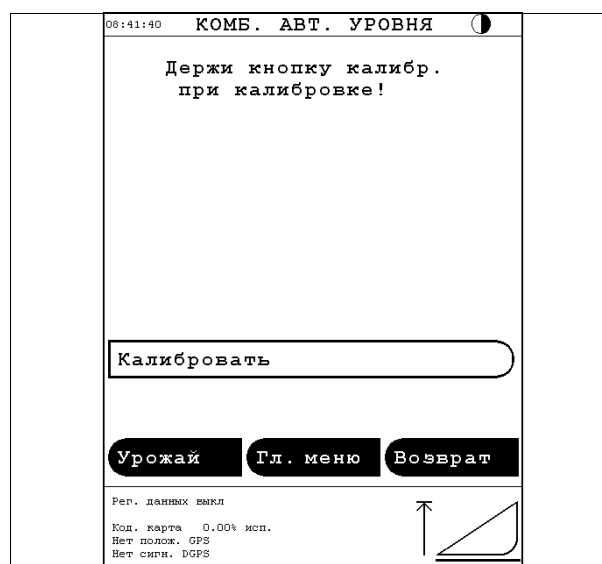 08:41:40 КОМБ. АВТ. УРОВНЯ
Держи кнопку калибр.
при калибровке!
Калибровать
Урожай Гл. меню Возврат
Рег. данных выкл
Код. карта 0.00% исп.
Нет полож. GPS
Нет сигн. DGPS